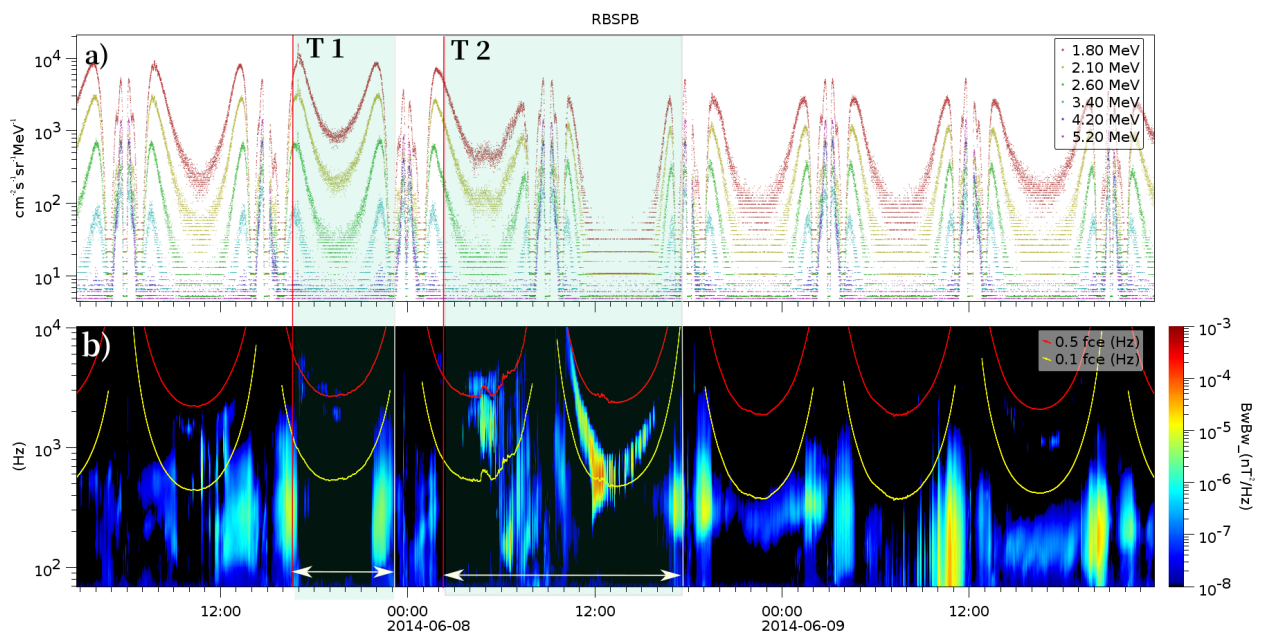 RBSPB
a)
T 1
T 2
10⁴
10³
10²
10¹
cm⁻²s⁻¹sr⁻¹MeV⁻¹
1.80 MeV
2.10 MeV
2.60 MeV
3.40 MeV
4.20 MeV
5.20 MeV
b)
10⁴
10³
10²
(Hz)
0.5 fce (Hz)
0.1 fce (Hz)
10⁻³
10⁻⁴
10⁻⁵
10⁻⁶
10⁻⁷
10⁻⁸
BwBw_(nT²/Hz)
12:00
00:00
12:00
00:00
12:00
2014-06-08
2014-06-09